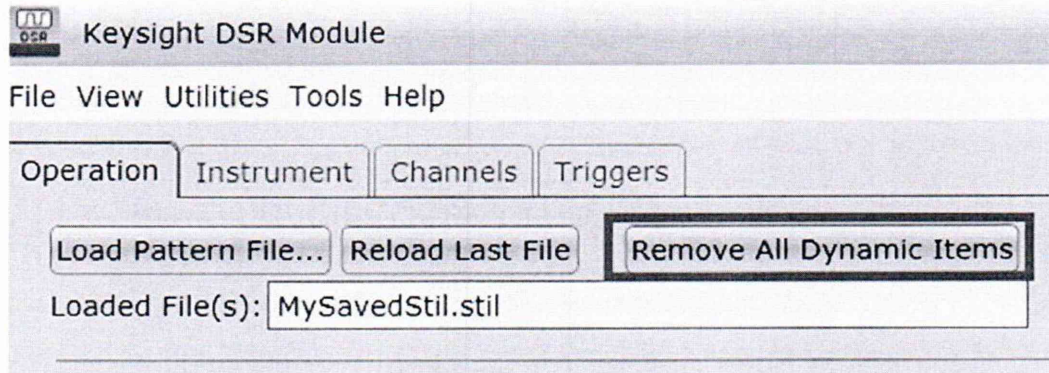 DSR
Keysight DSR Module
File View Utilities Tools Help
Operation Instrument Channels Triggers
Load Pattern File... Reload Last File Remove All Dynamic Items
Loaded File(s): MySavedStil.stil